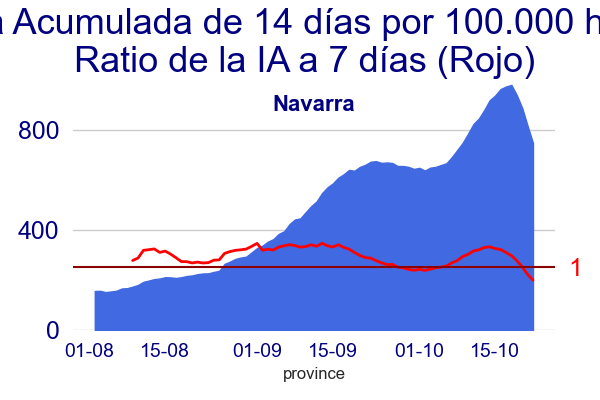 Acumulada de 14 días por 100.000 h
Ratio de la IA a 7 días (Rojo)
Navarra
800
400
0
1
01-08 15-08 01-09 15-09 01-10 15-10
province